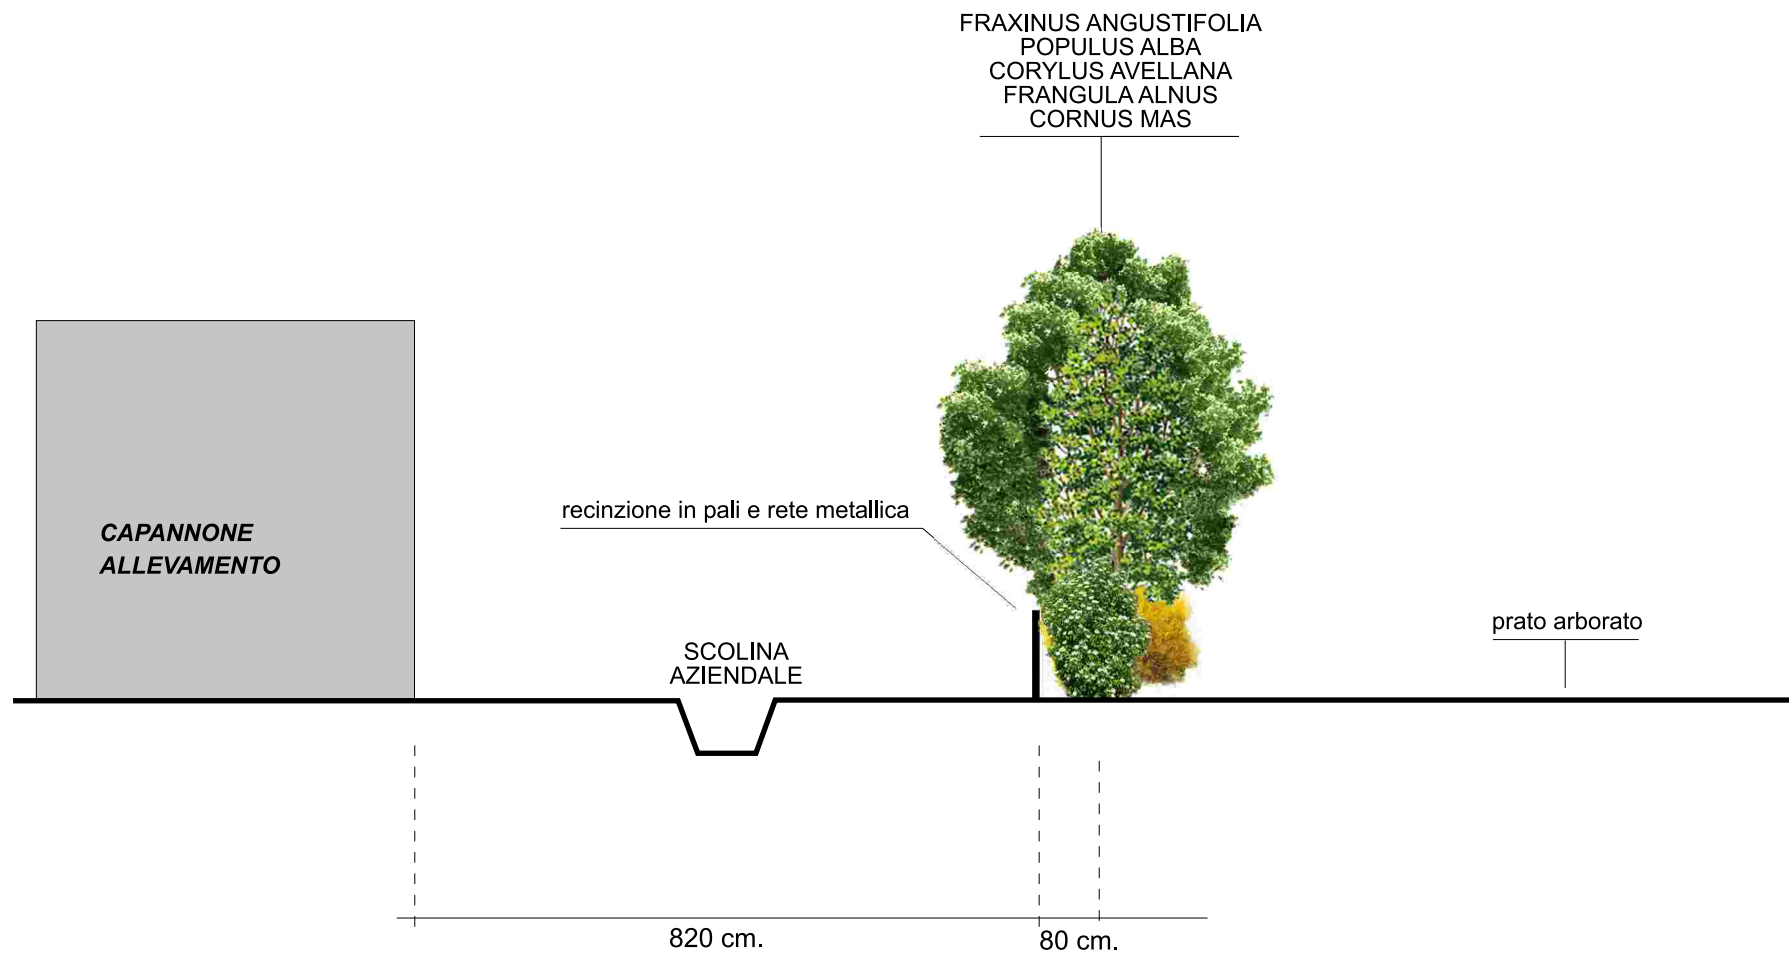 FRAXINUS ANGUSTIFOLIA
POPULUS ALBA
CORYLUS AVELLANA
FRANGULA ALNUS
CORNUS MAS
recinzione in pali e rete metallica
CAPANNONE
ALLEVAMENTO
SCOLINA
AZIENDALE
prato arborato
820 cm.
80 cm.